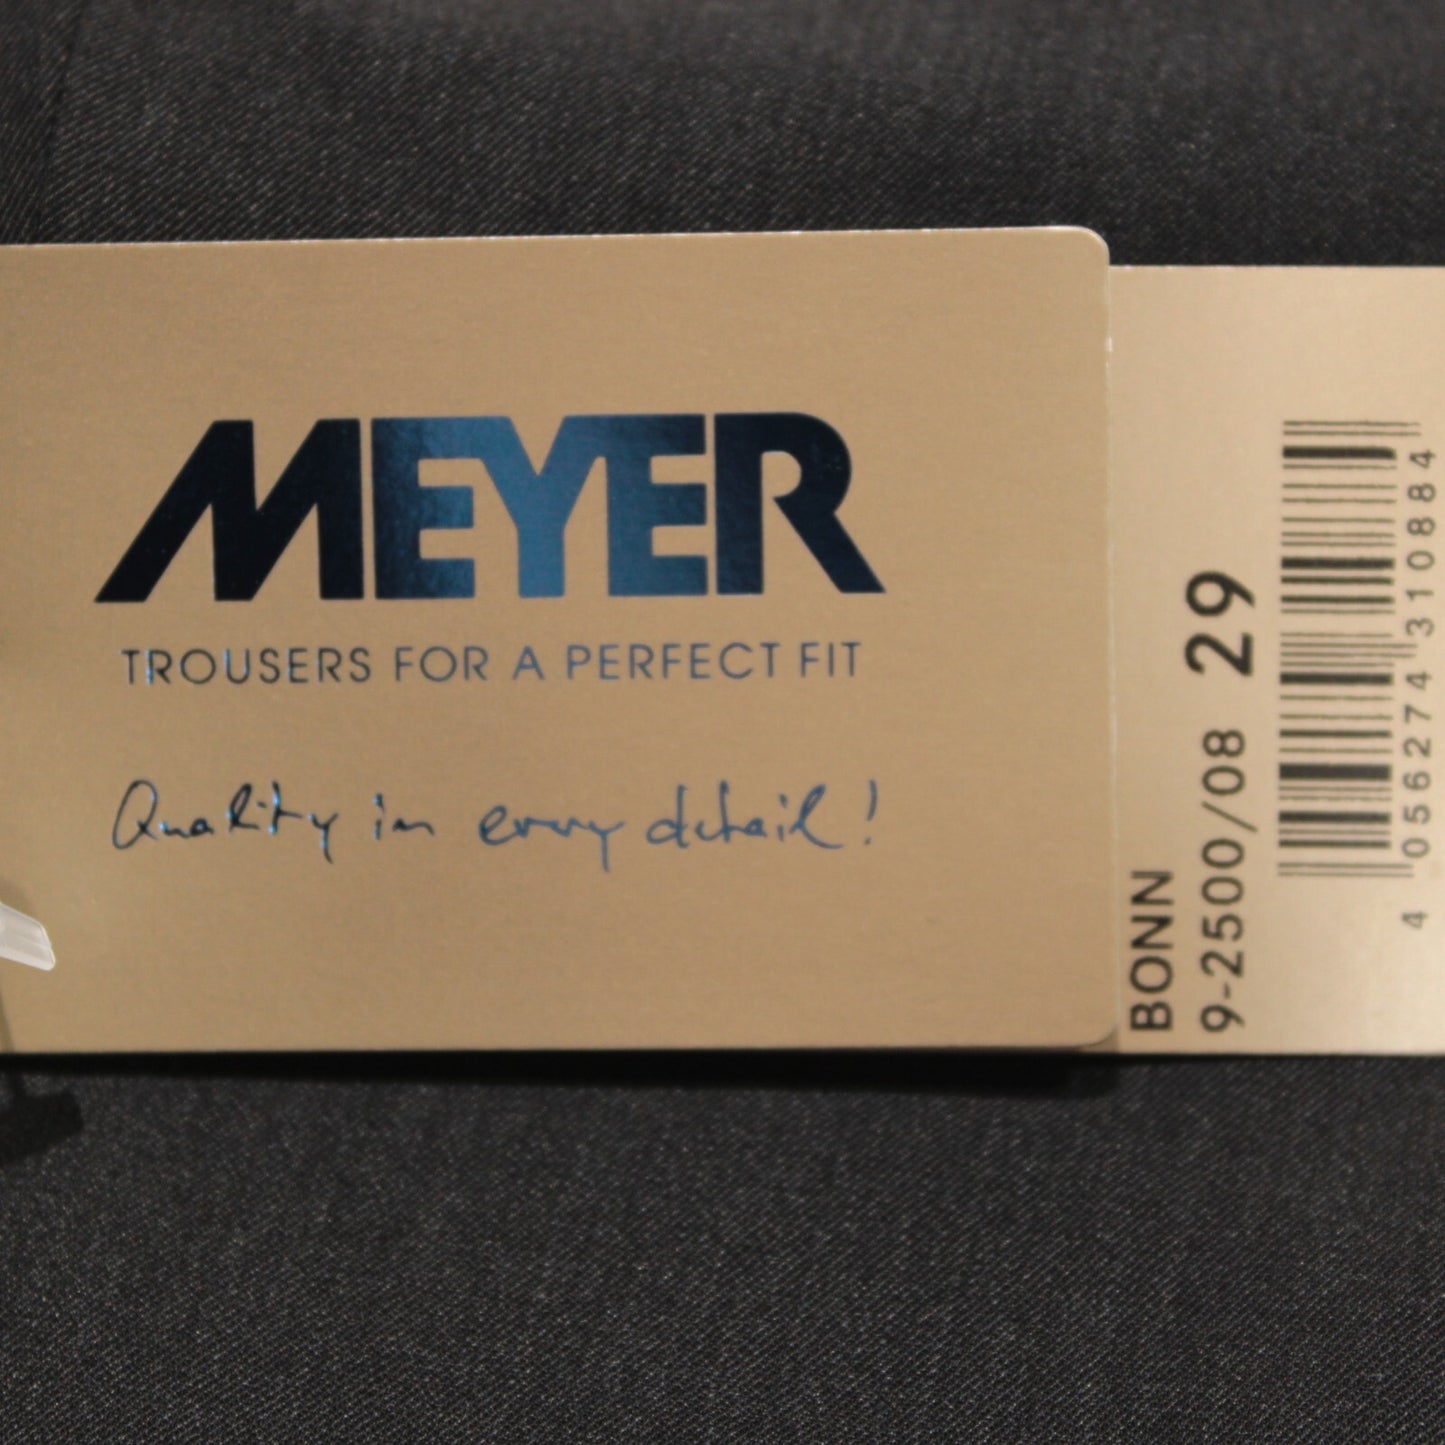 MEYER
TROUSERS FOR A PERFECT FIT
Quality in every detail!
BONN
9-2500/08 29
4 056274 310884